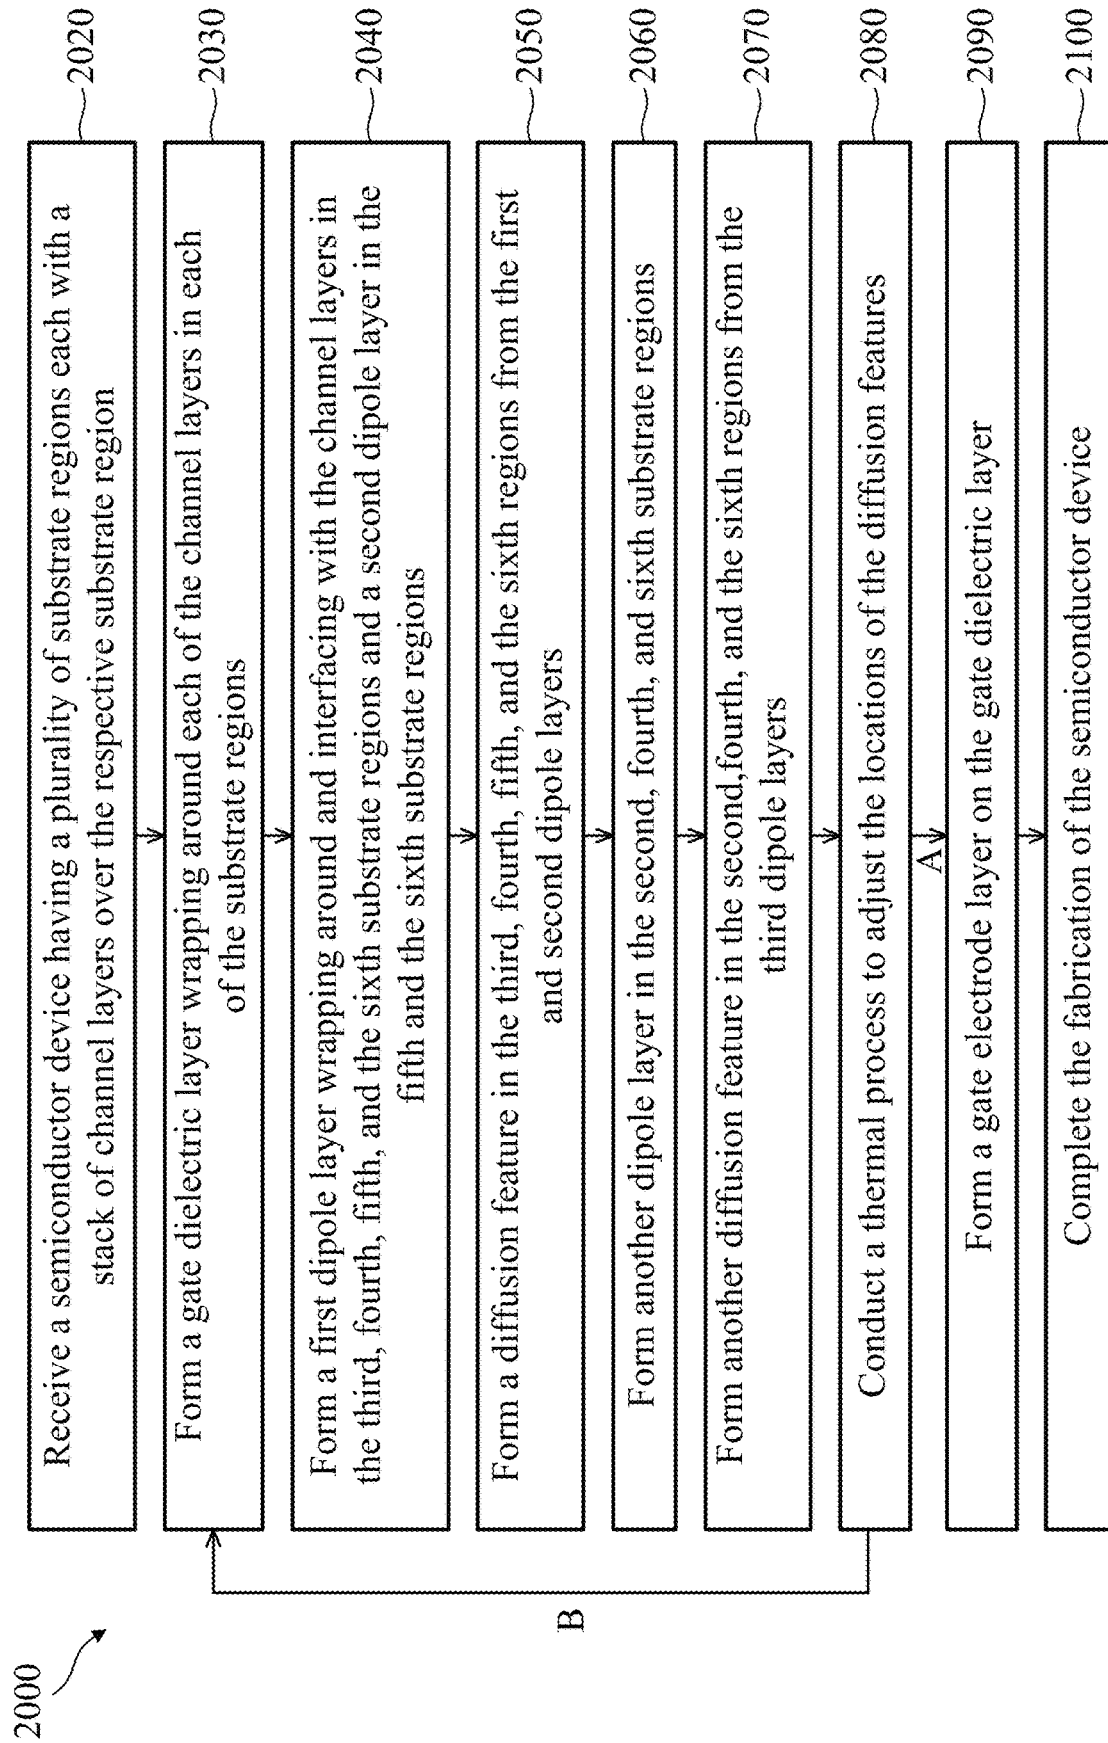 2000
Receive a semiconductor device having a plurality of substrate regions each with a
stack of channel layers over the respective substrate region
2020
Form a gate dielectric layer wrapping around each of the channel layers in each
of the substrate regions
2030
Form a first dipole layer wrapping around and interfacing with the channel layers in
the third, fourth, fifth, and the sixth substrate regions and a second dipole layer in the
fifth and the sixth substrate regions
2040
Form a diffusion feature in the third, fourth, fifth, and the sixth regions from the first
and second dipole layers
2050
Form another dipole layer in the second, fourth, and sixth substrate regions
2060
Form another diffusion feature in the second,fourth, and the sixth regions from the
third dipole layers
2070
Conduct a thermal process to adjust the locations of the diffusion features
2080
B
A
Form a gate electrode layer on the gate dielectric layer
2090
Complete the fabrication of the semiconductor device
2100